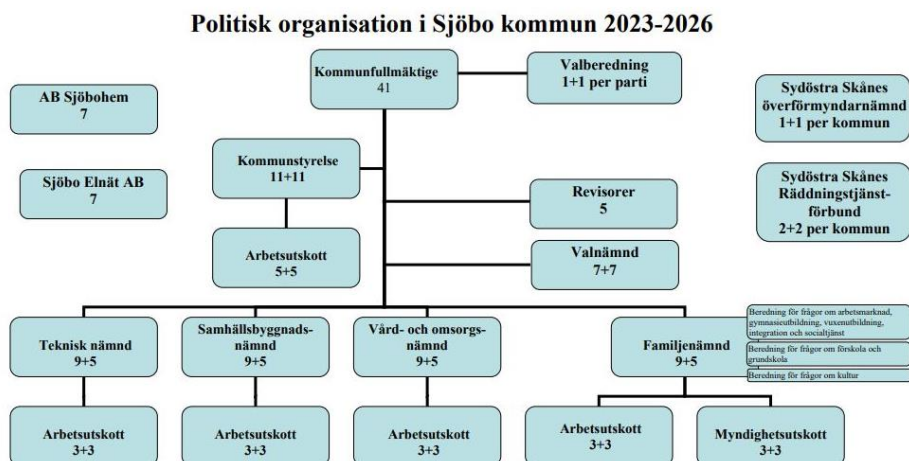 Politisk organisation i Sjöbo kommun 2023-2026
Kommunfullmäktige
41
Valberedning
1+1 per parti
AB Sjöbohem
7
Sydöstra Skånes
överförmyndarnämnd
1+1 per kommun
Kommunstyrelse
11+11
Sjöbo Elnät AB
7
Revisorer
5
Sydöstra Skånes
Räddningstjänst-
förbund
2+2 per kommun
Arbetsutskott
5+5
Valnämnd
7+7
Teknisk nämnd
9+5
Samhällsbyggnads-
nämnd
9+5
Vård- och omsorgs-
nämnd
9+5
Familjenämnd
9+5
Beredning för frågor om arbetsmarknad,
gymnasieutbildning, vuxenutbildning,
integration och socialtjänst
Beredning för frågor om förskola och
grundskola
Beredning för frågor om kultur
Arbetsutskott
3+3
Arbetsutskott
3+3
Arbetsutskott
3+3
Arbetsutskott
3+3
Myndighetsutskott
3+3